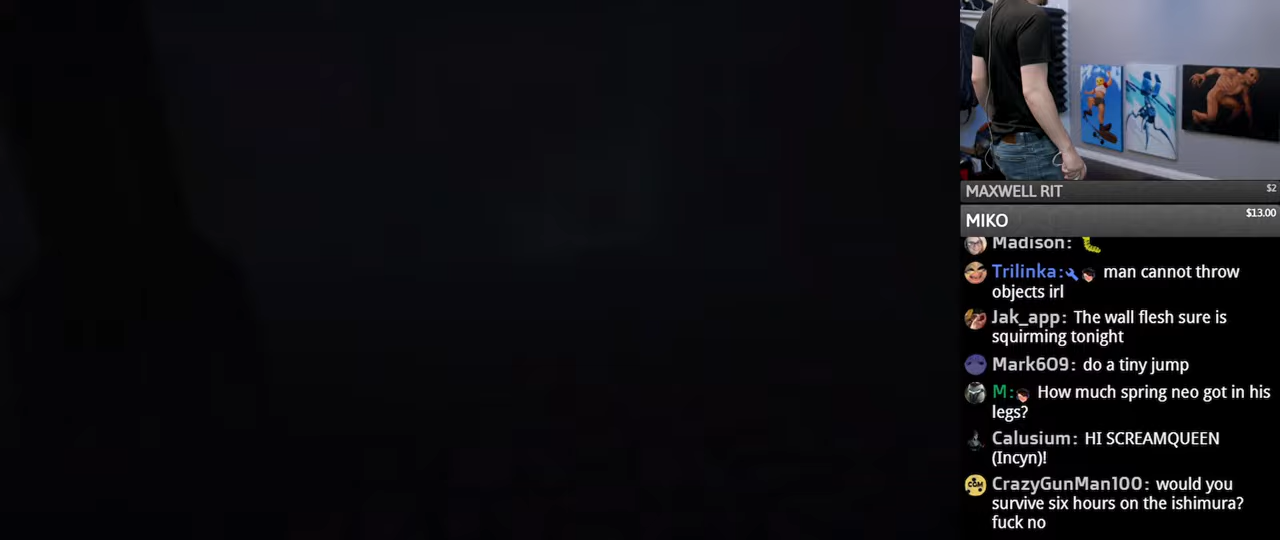 MAXWELL RIT $2
MIKO $13.00
Madison:
Trilinka: man cannot throw
objects irl
Jak_app: The wall flesh sure is
squirming tonight
Mark609: do a tiny jump
M: How much spring neo got in his
legs?
Calusium: HI SCREAMQUEEN
(Incyn)!
CrazyGunMan100: would you
survive six hours on the ishimura?
fuck no